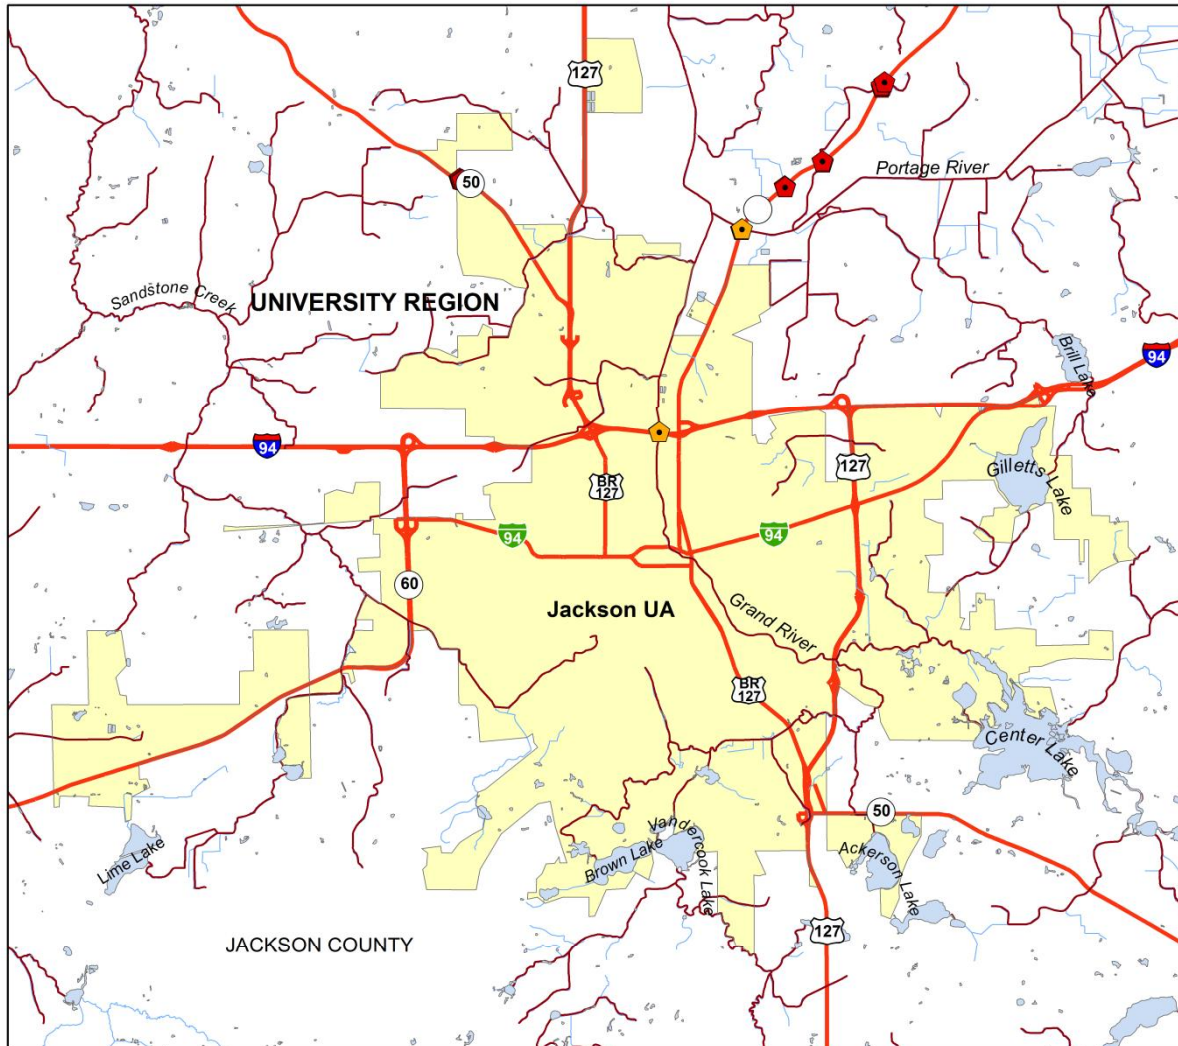 127
Portage River
50
Sandstone Creek
UNIVERSITY REGION
Brill Lake
94
94
BR
127
127
Gilletts Lake
94
94
60
Jackson UA
Grand River
BR
127
Center Lake
50
Vandercook Lake
Brown Lake
Ackerson Lake
Lime Lake
127
JACKSON COUNTY